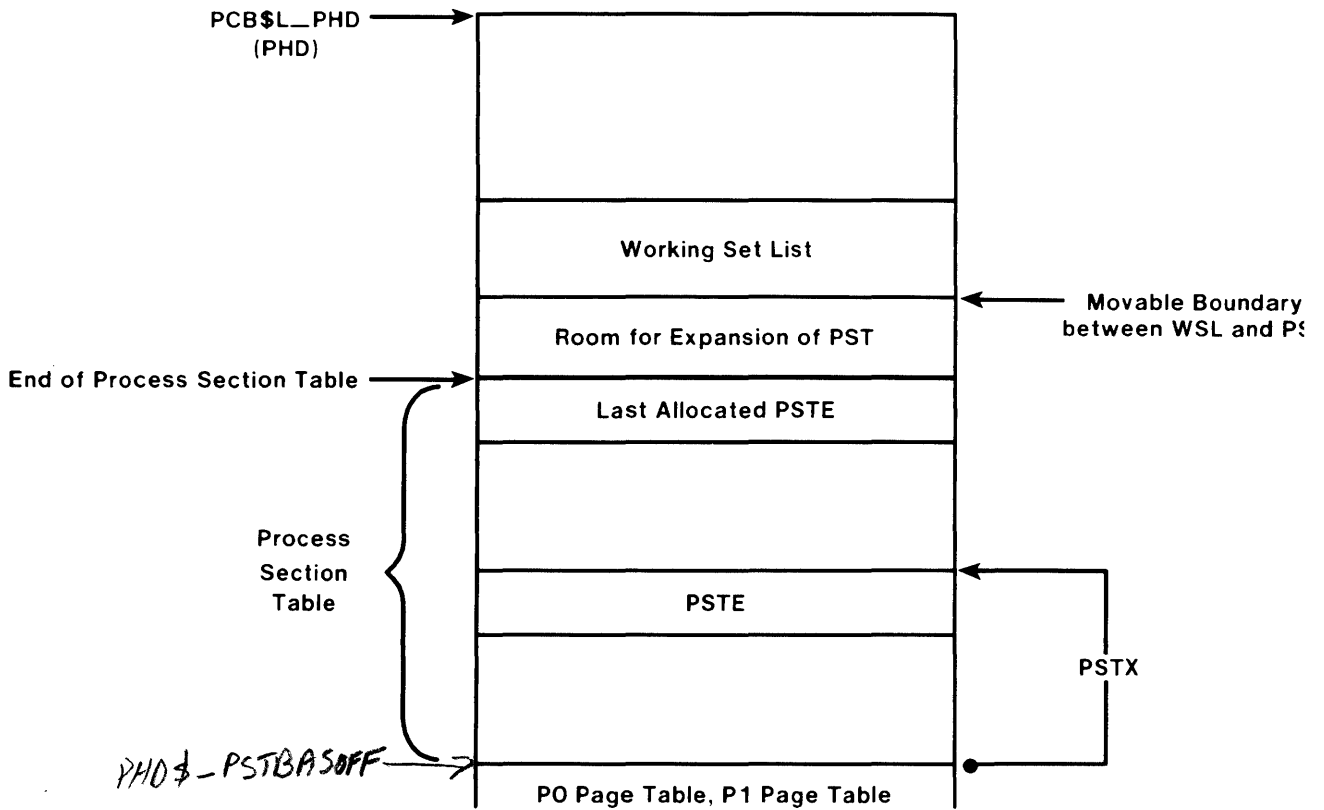 PCB$L_PHD
(PHD)
Working Set List
Movable Boundary
between WSL and PS
Room for Expansion of PST
End of Process Section Table
Last Allocated PSTE
Process
Section
Table
PSTE
PSTX
PHD$_PSTBASOFF
P0 Page Table, P1 Page Table